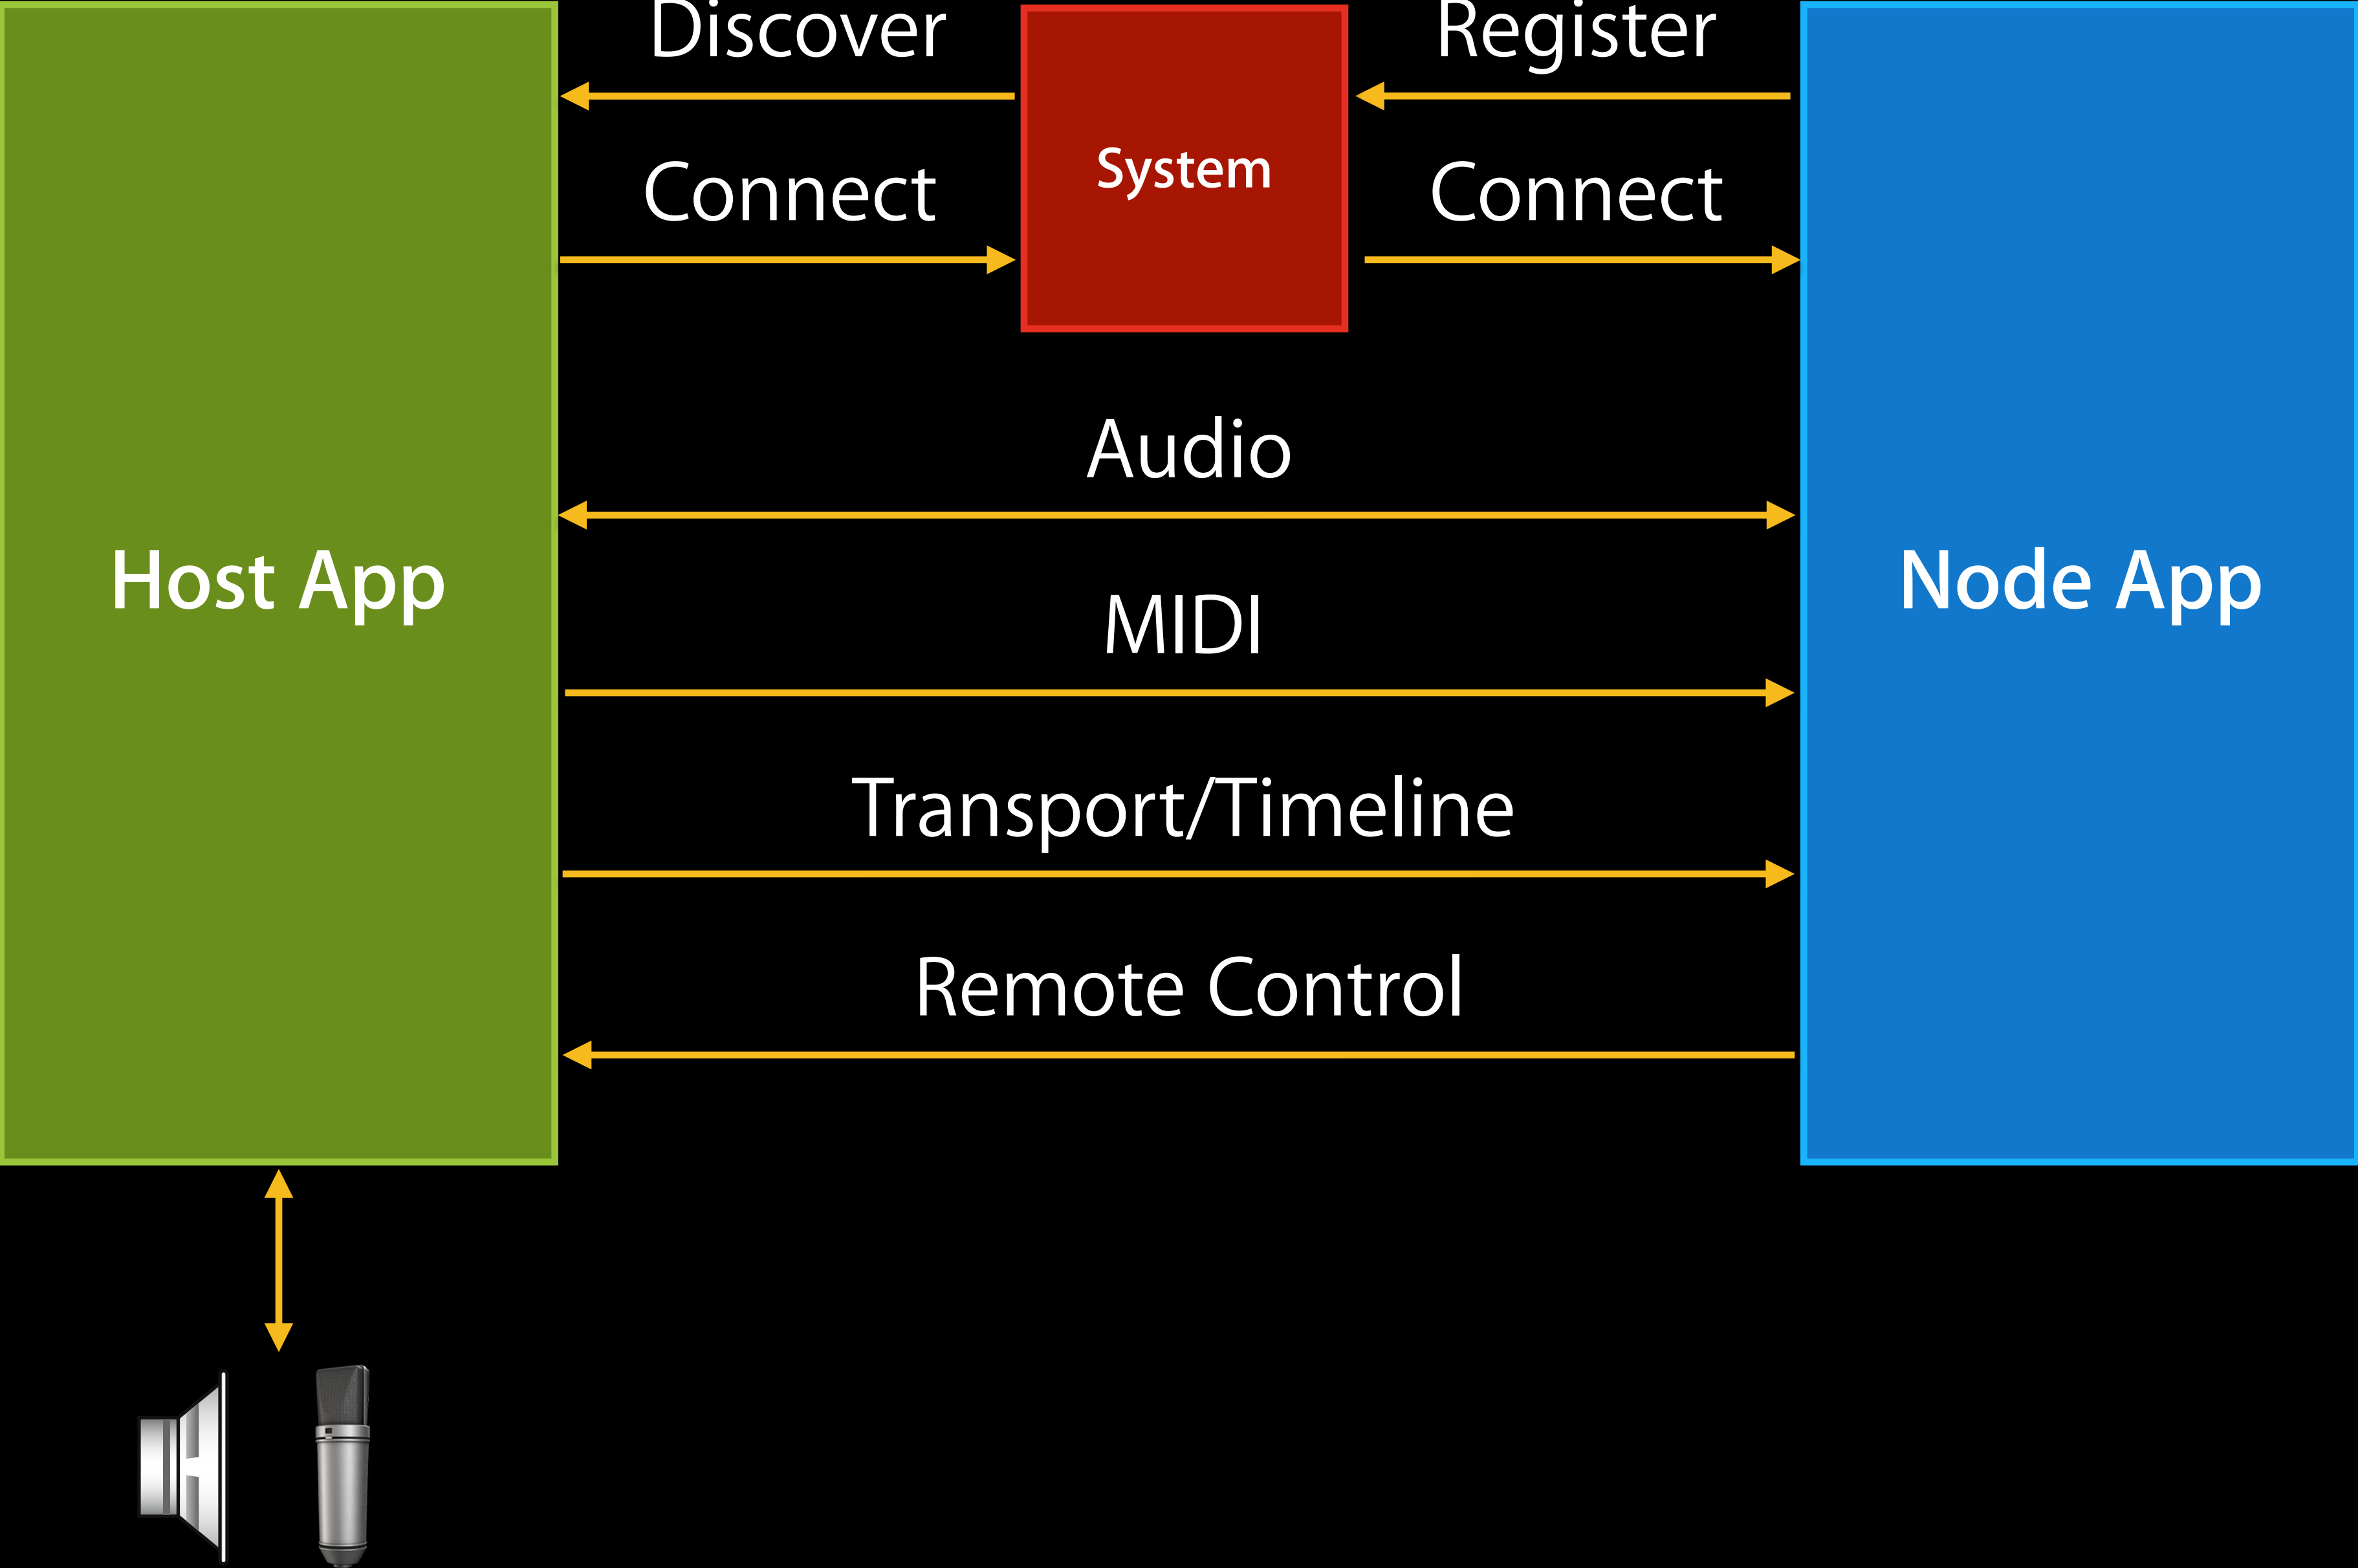 Discover
Register
System
Connect
Connect
Audio
Host App
Node App
MIDI
Transport/Timeline
Remote Control